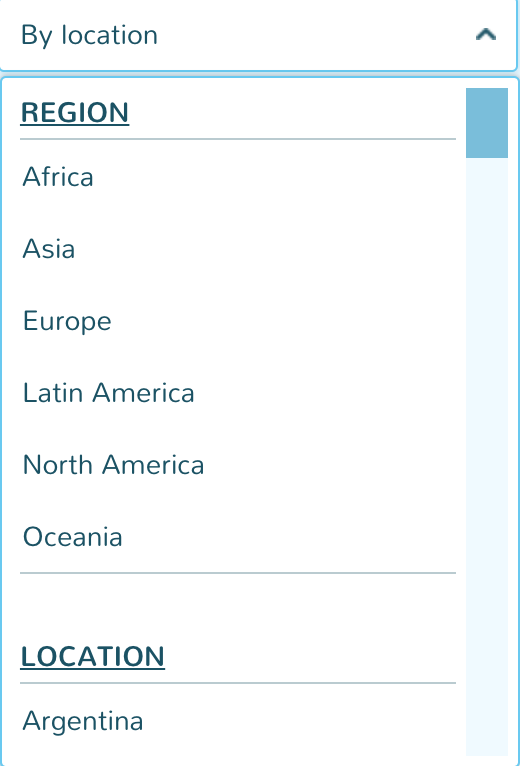 By location
REGION
Africa
Asia
Europe
Latin America
North America
Oceania
LOCATION
Argentina